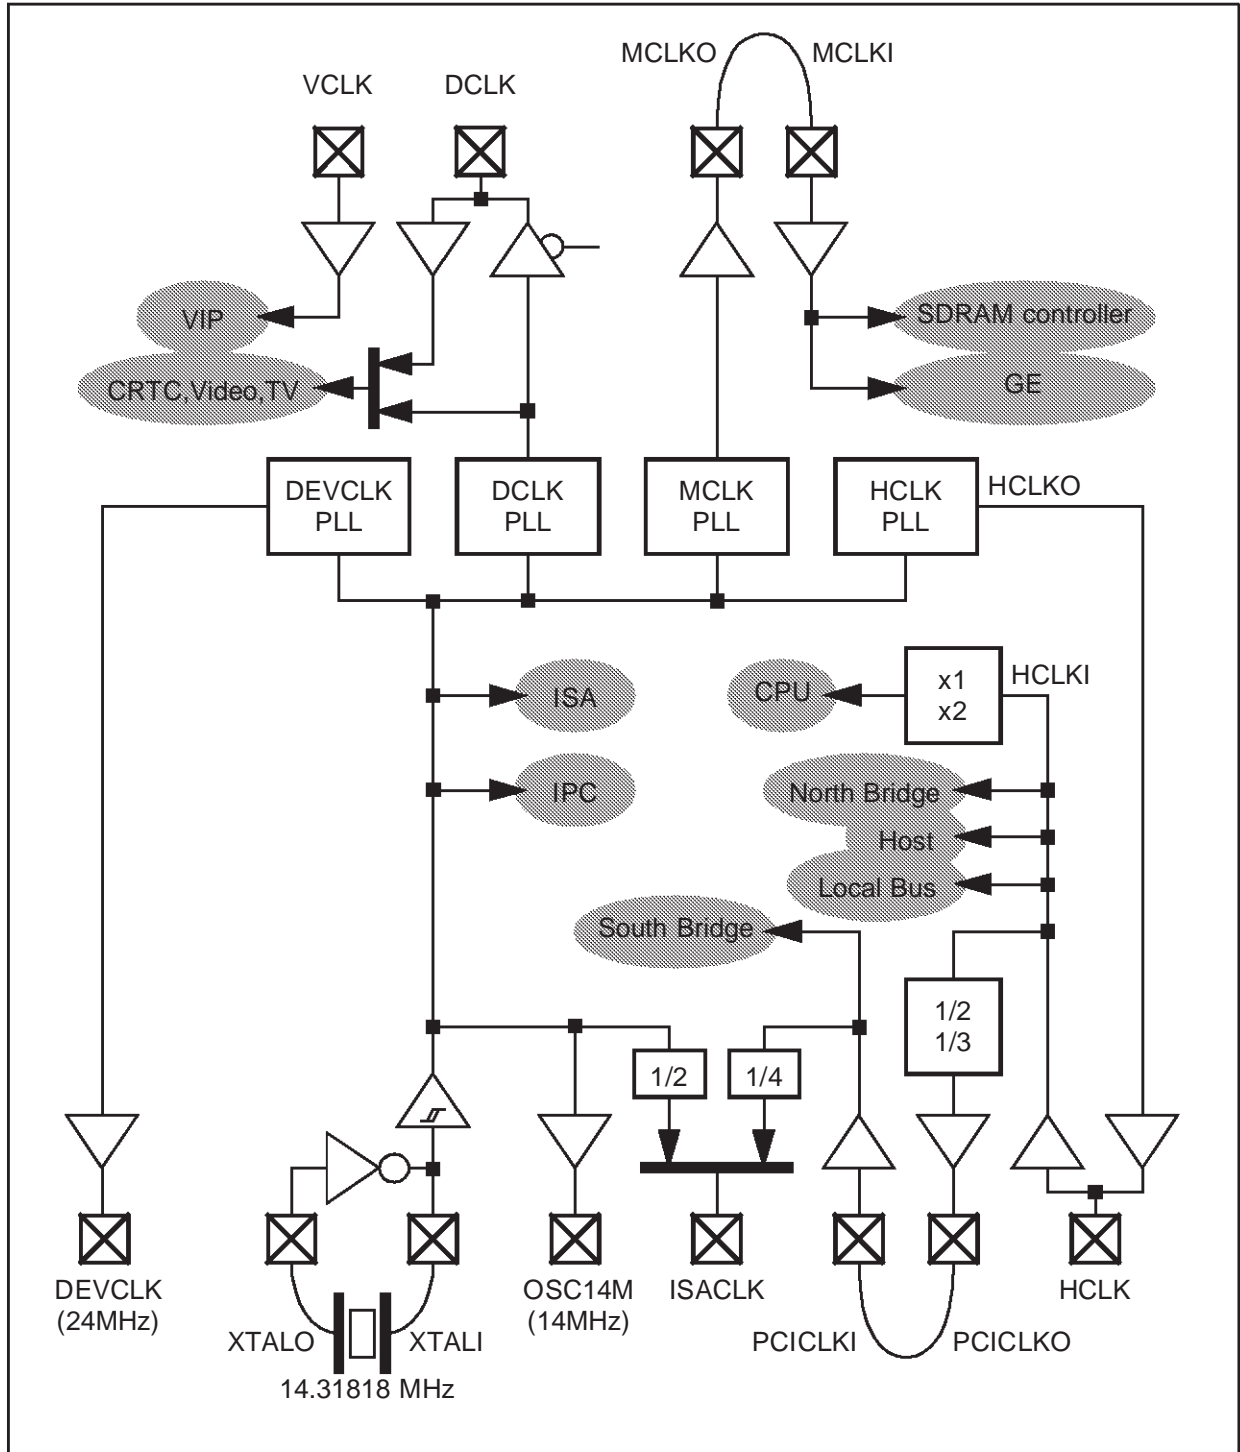 MCLKO
MCLKI
VCLK
DCLK
VIP
SDRAM controller
CRTC,Video,TV
GE
DEVCLK
PLL
DCLK
PLL
MCLK
PLL
HCLK
PLL
HCLKO
ISA
CPU
x1
x2
HCLKI
IPC
North Bridge
Host
Local Bus
South Bridge
1/2
1/3
1/2
1/4
DEVCLK
(24MHz)
OSC14M
(14MHz)
ISACLK
HCLK
XTALO
XTALI
PCICLKI
PCICLKO
14.31818 MHz